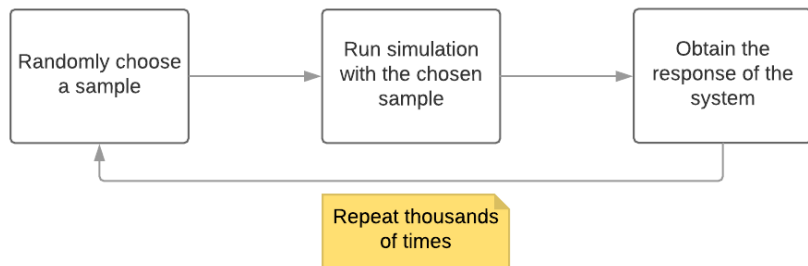 Randomly choose
a sample
Run simulation
with the chosen
sample
Obtain the
response of the
system
Repeat thousands
of times